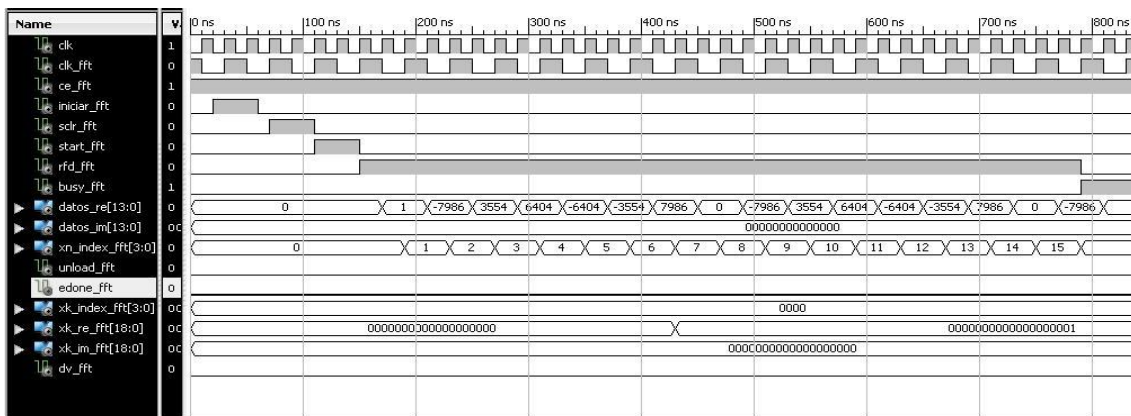 Name V. 0 ns 100 ns 200 ns 300 ns 400 ns 500 ns 600 ns 700 ns 800 ns
clk 1
clk_fft 0
ce_fft 1
iniciar_fft 0
sclr_fft 0
start_fft 0
rfd_fft 0
busy_fft 1
datos_re[13:0] 0 0 1 -7986 3554 6404 -6404 -3554 7986 0 -7986 3554 6404 -6404 -3554 7986 0 -7986
datos_im[13:0] 00 00000000000000
xn_index_fft[3:0] 0 0 1 2 3 4 5 6 7 8 9 10 11 12 13 14 15
unload_fft 0
edone_fft 0
xk_index_fft[3:0] 00 0000
xk_re_fft[18:0] 00 0000000000000000000 0000000000000000001
xk_im_fft[18:0] 00 0000000000000000000
dv_fft 0